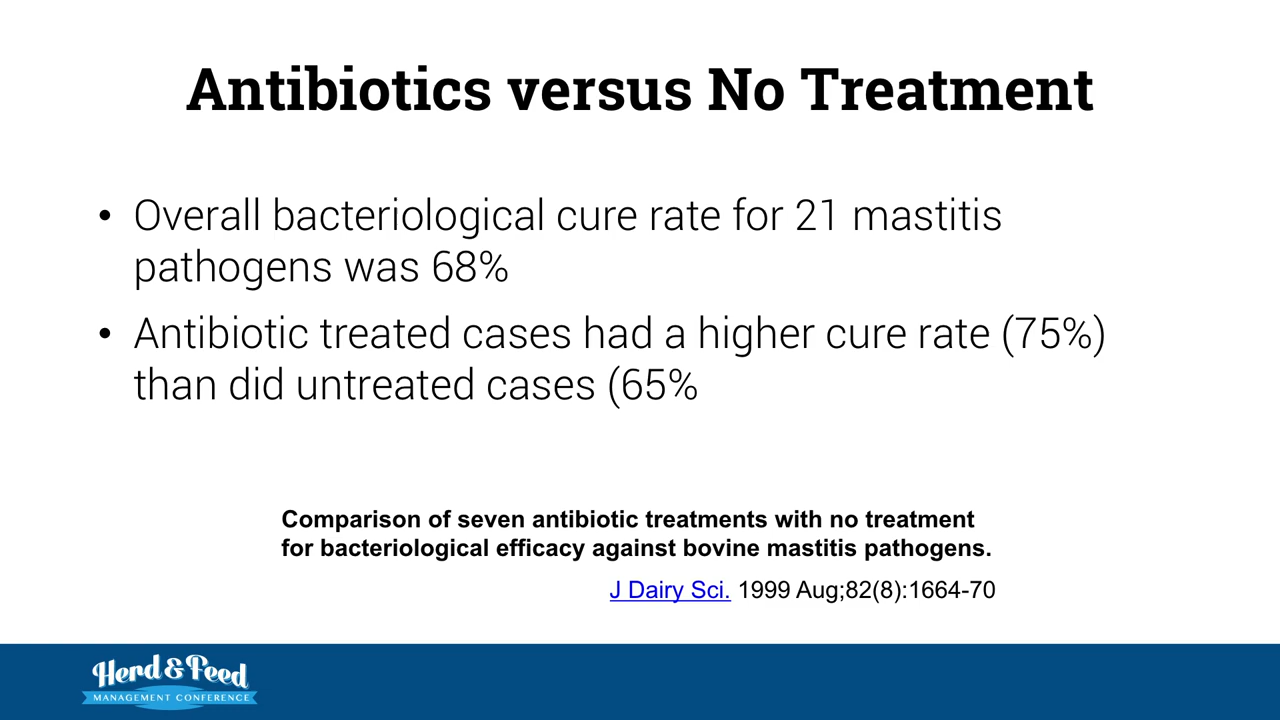 Antibiotics versus No Treatment
• Overall bacteriological cure rate for 21 mastitis
pathogens was 68%
• Antibiotic treated cases had a higher cure rate (75%)
than did untreated cases (65%
Comparison of seven antibiotic treatments with no treatment
for bacteriological efficacy against bovine mastitis pathogens.
J Dairy Sci. 1999 Aug;82(8):1664-70
Herd & Feed
MANAGEMENT CONFERENCE